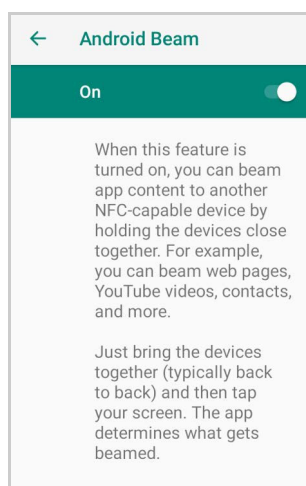 Android Beam
On
When this feature is
turned on, you can beam
app content to another
NFC-capable device by
holding the devices close
together. For example,
you can beam web pages,
YouTube videos, contacts,
and more.
Just bring the devices
together (typically back
to back) and then tap
your screen. The app
determines what gets
beamed.